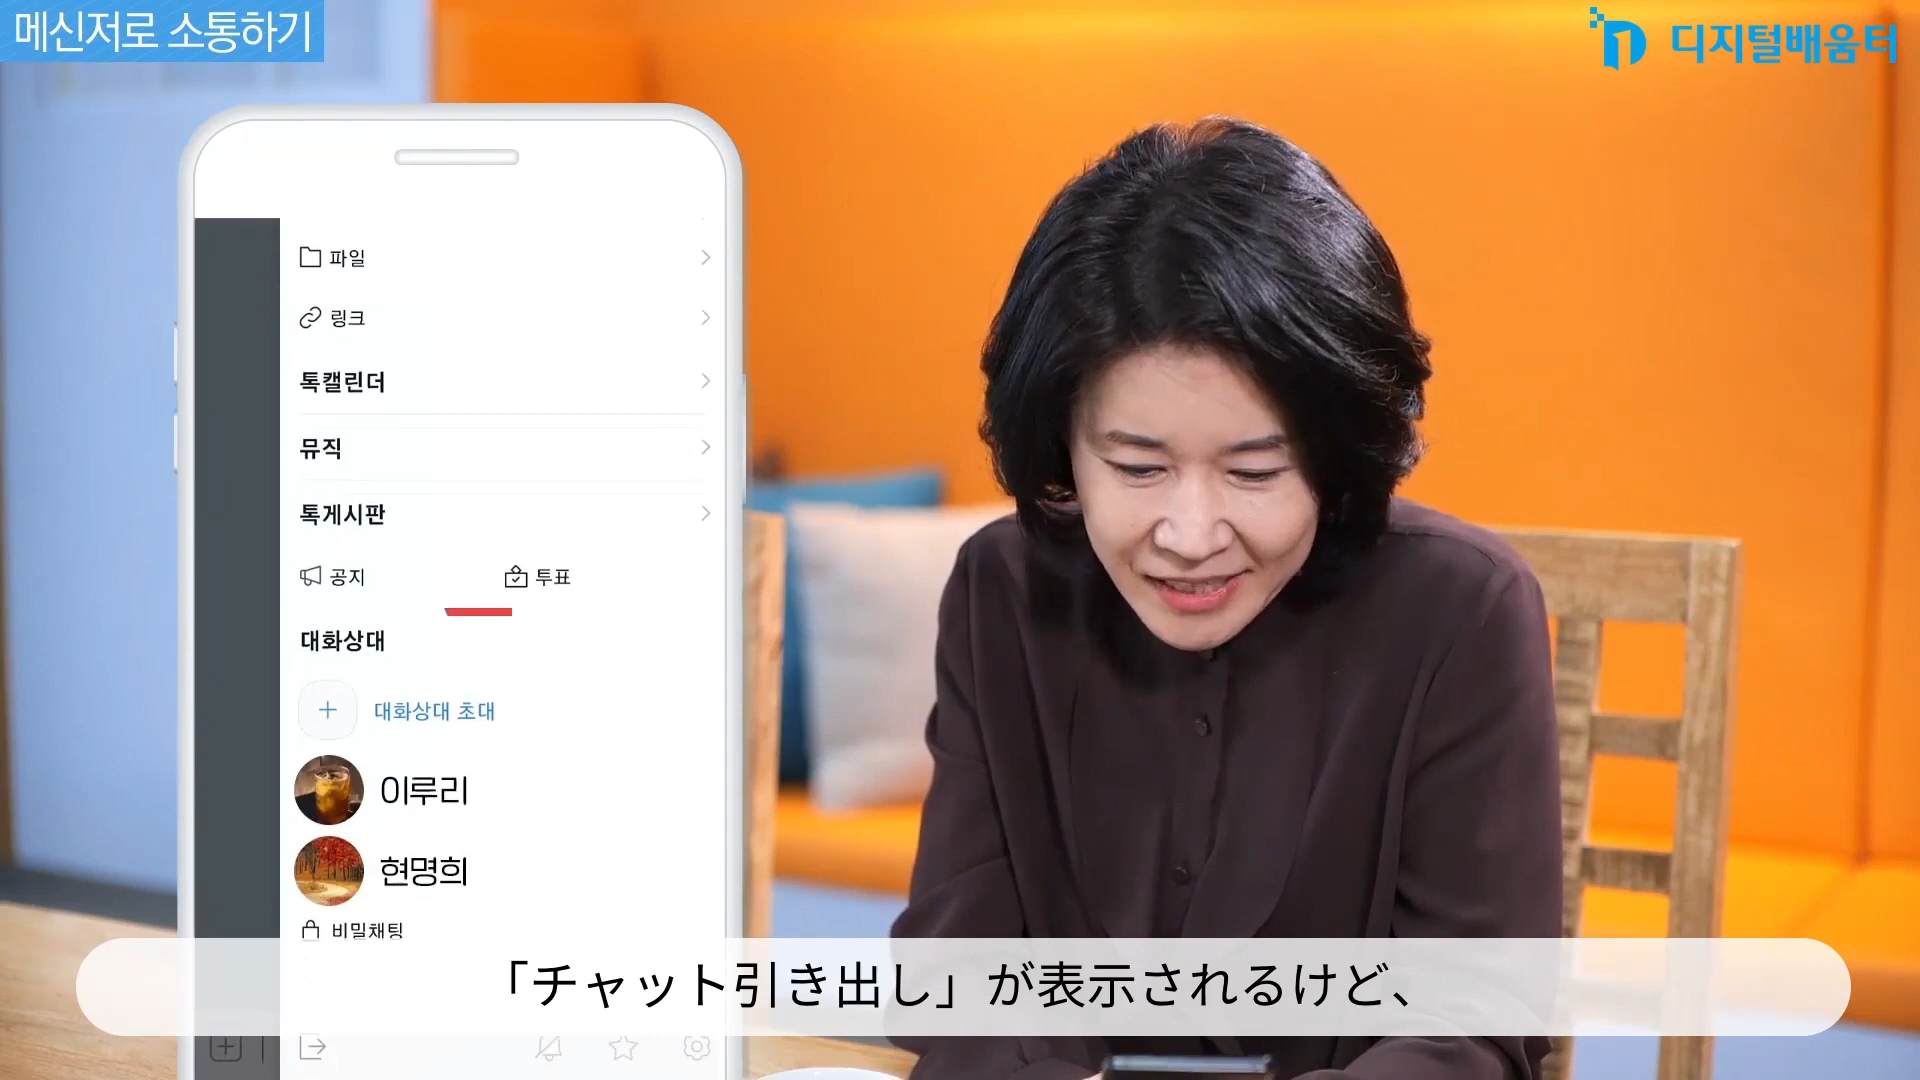 메신저로 소통하기
디지털배움터
파일
링크
톡캘린더
뮤직
톡게시판
공지
투표
대화상대
대화상대 초대
이루리
현명희
비밀채팅
「チャット引き出し」が表示されるけど、